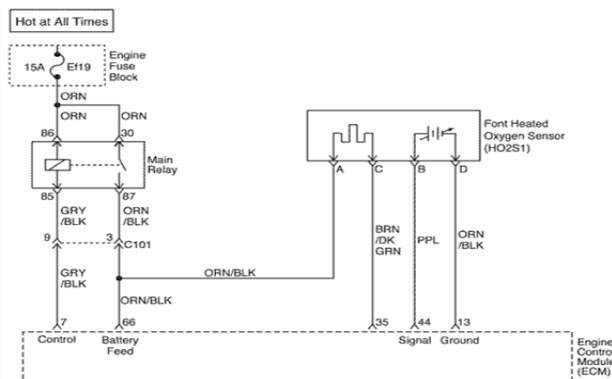 Hot at All Times
15A Ef19
Engine
Fuse
Block
ORN
ORN
ORN
86
30
Main
Relay
85
87
GRY
/BLK
ORN
/BLK
9
3
C101
GRY
/BLK
ORN/BLK
ORN/BLK
7
66
Control
Battery
Feed
Font Heated
Oxygen Sensor
(HO2S1)
A
C
B
D
BRN
/DK
GRN
PPL
ORN
/BLK
35
44
13
Signal
Ground
Engine
Control
Module
(ECM)